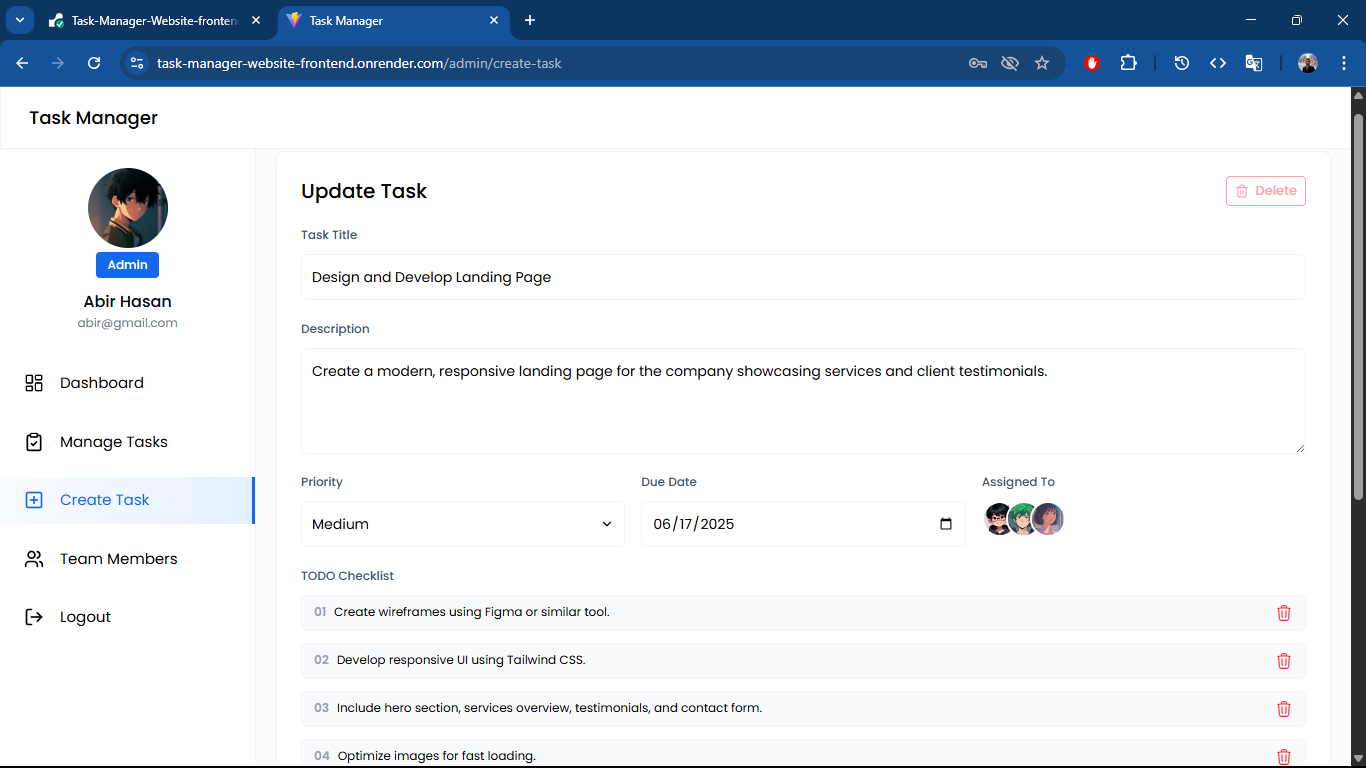 Task-Manager-Website-fronten
Task Manager
task-manager-website-frontend.onrender.com/admin/create-task
Task Manager
Admin
Abir Hasan
abir@gmail.com
Dashboard
Manage Tasks
Create Task
Team Members
Logout
Update Task
Delete
Task Title
Design and Develop Landing Page
Description
Create a modern, responsive landing page for the company showcasing services and client testimonials.
Priority
Due Date
Assigned To
Medium
06/17/2025
TODO Checklist
01 Create wireframes using Figma or similar tool.
02 Develop responsive UI using Tailwind CSS.
03 Include hero section, services overview, testimonials, and contact form.
04 Optimize images for fast loading.